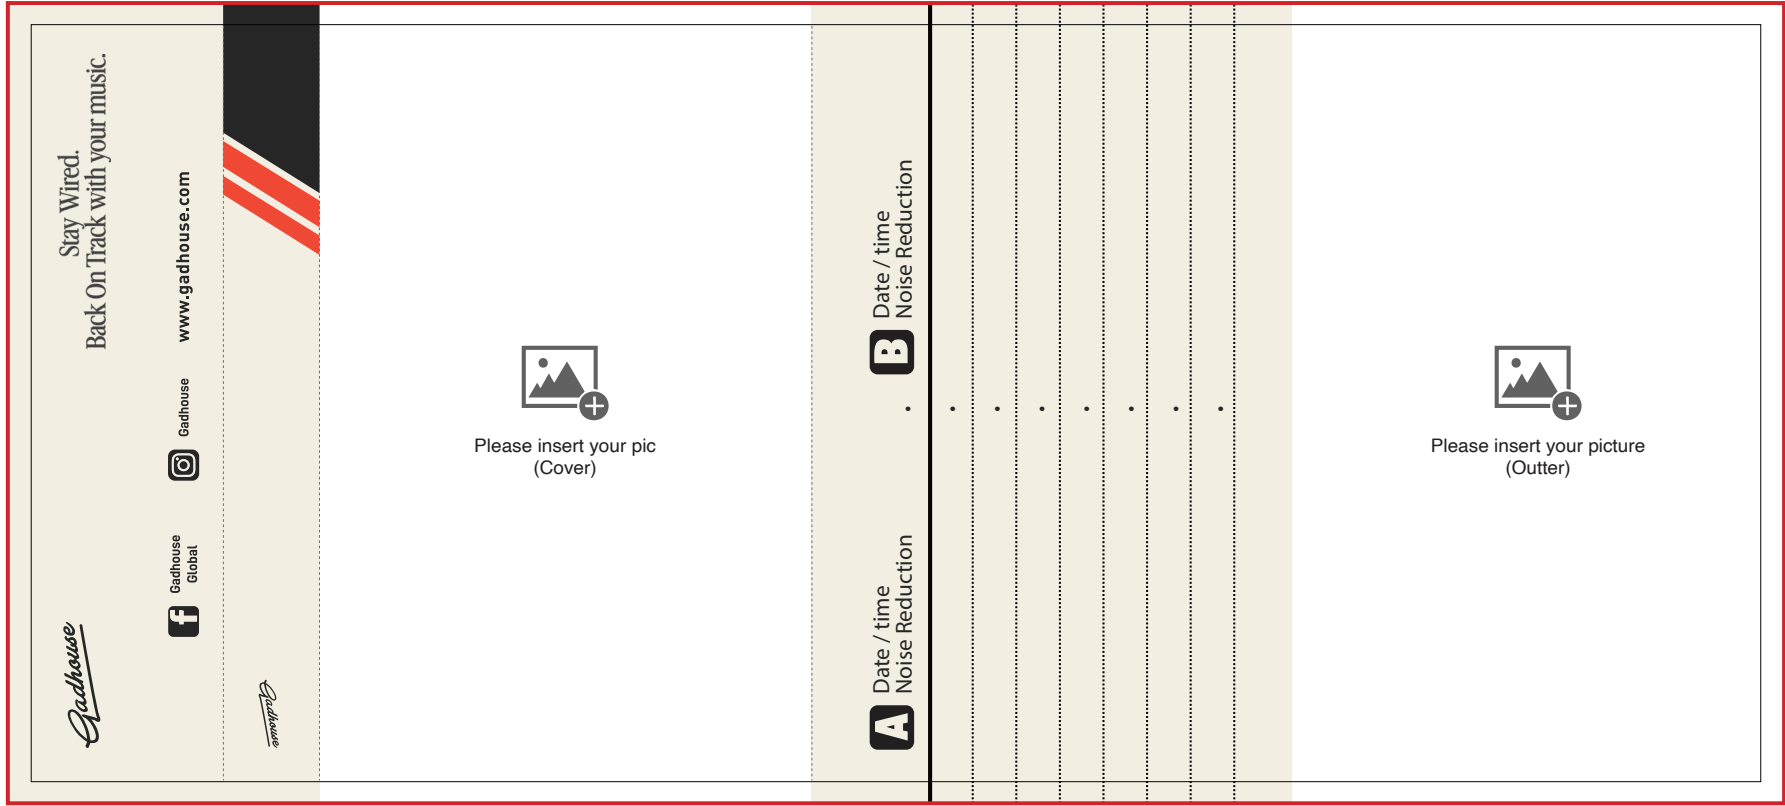 Stay Wired.
Back On Track with your music.
www.gadhouse.com
Gadhouse
Gadhouse
Global
f
Gadhouse
Gadhouse
Please insert your pic
(Cover)
B
Date / time
Noise Reduction
A
Date / time
Noise Reduction
Please insert your picture
(Outter)